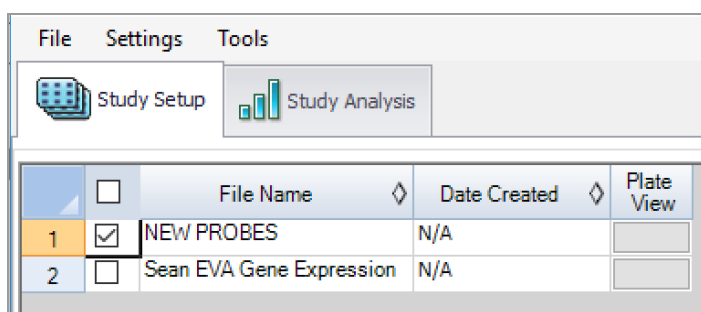 File Settings Tools
Study Setup Study Analysis
File Name Date Created Plate View
1 NEW PROBES N/A
2 Sean EVA Gene Expression N/A